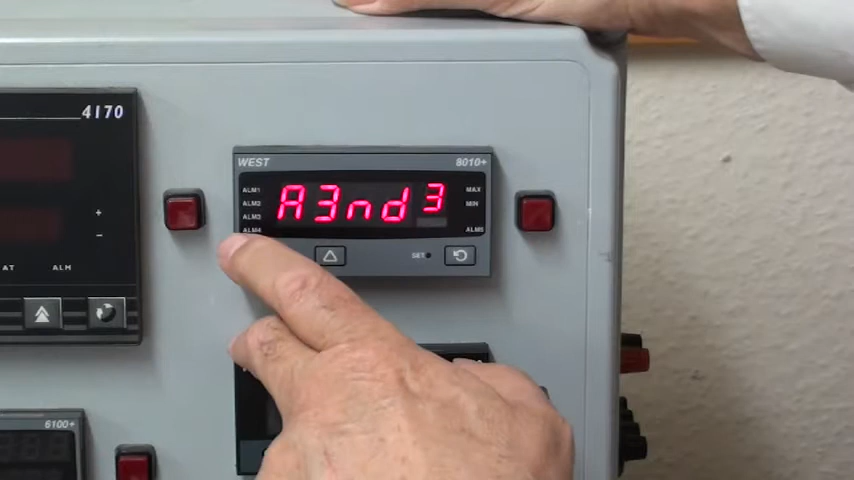 4170
WEST 8010+
ALM1 MAX
ALM2 A3nd3 MIN
ALM3
ALM4 ALM5
SET
AT ALM
6100+